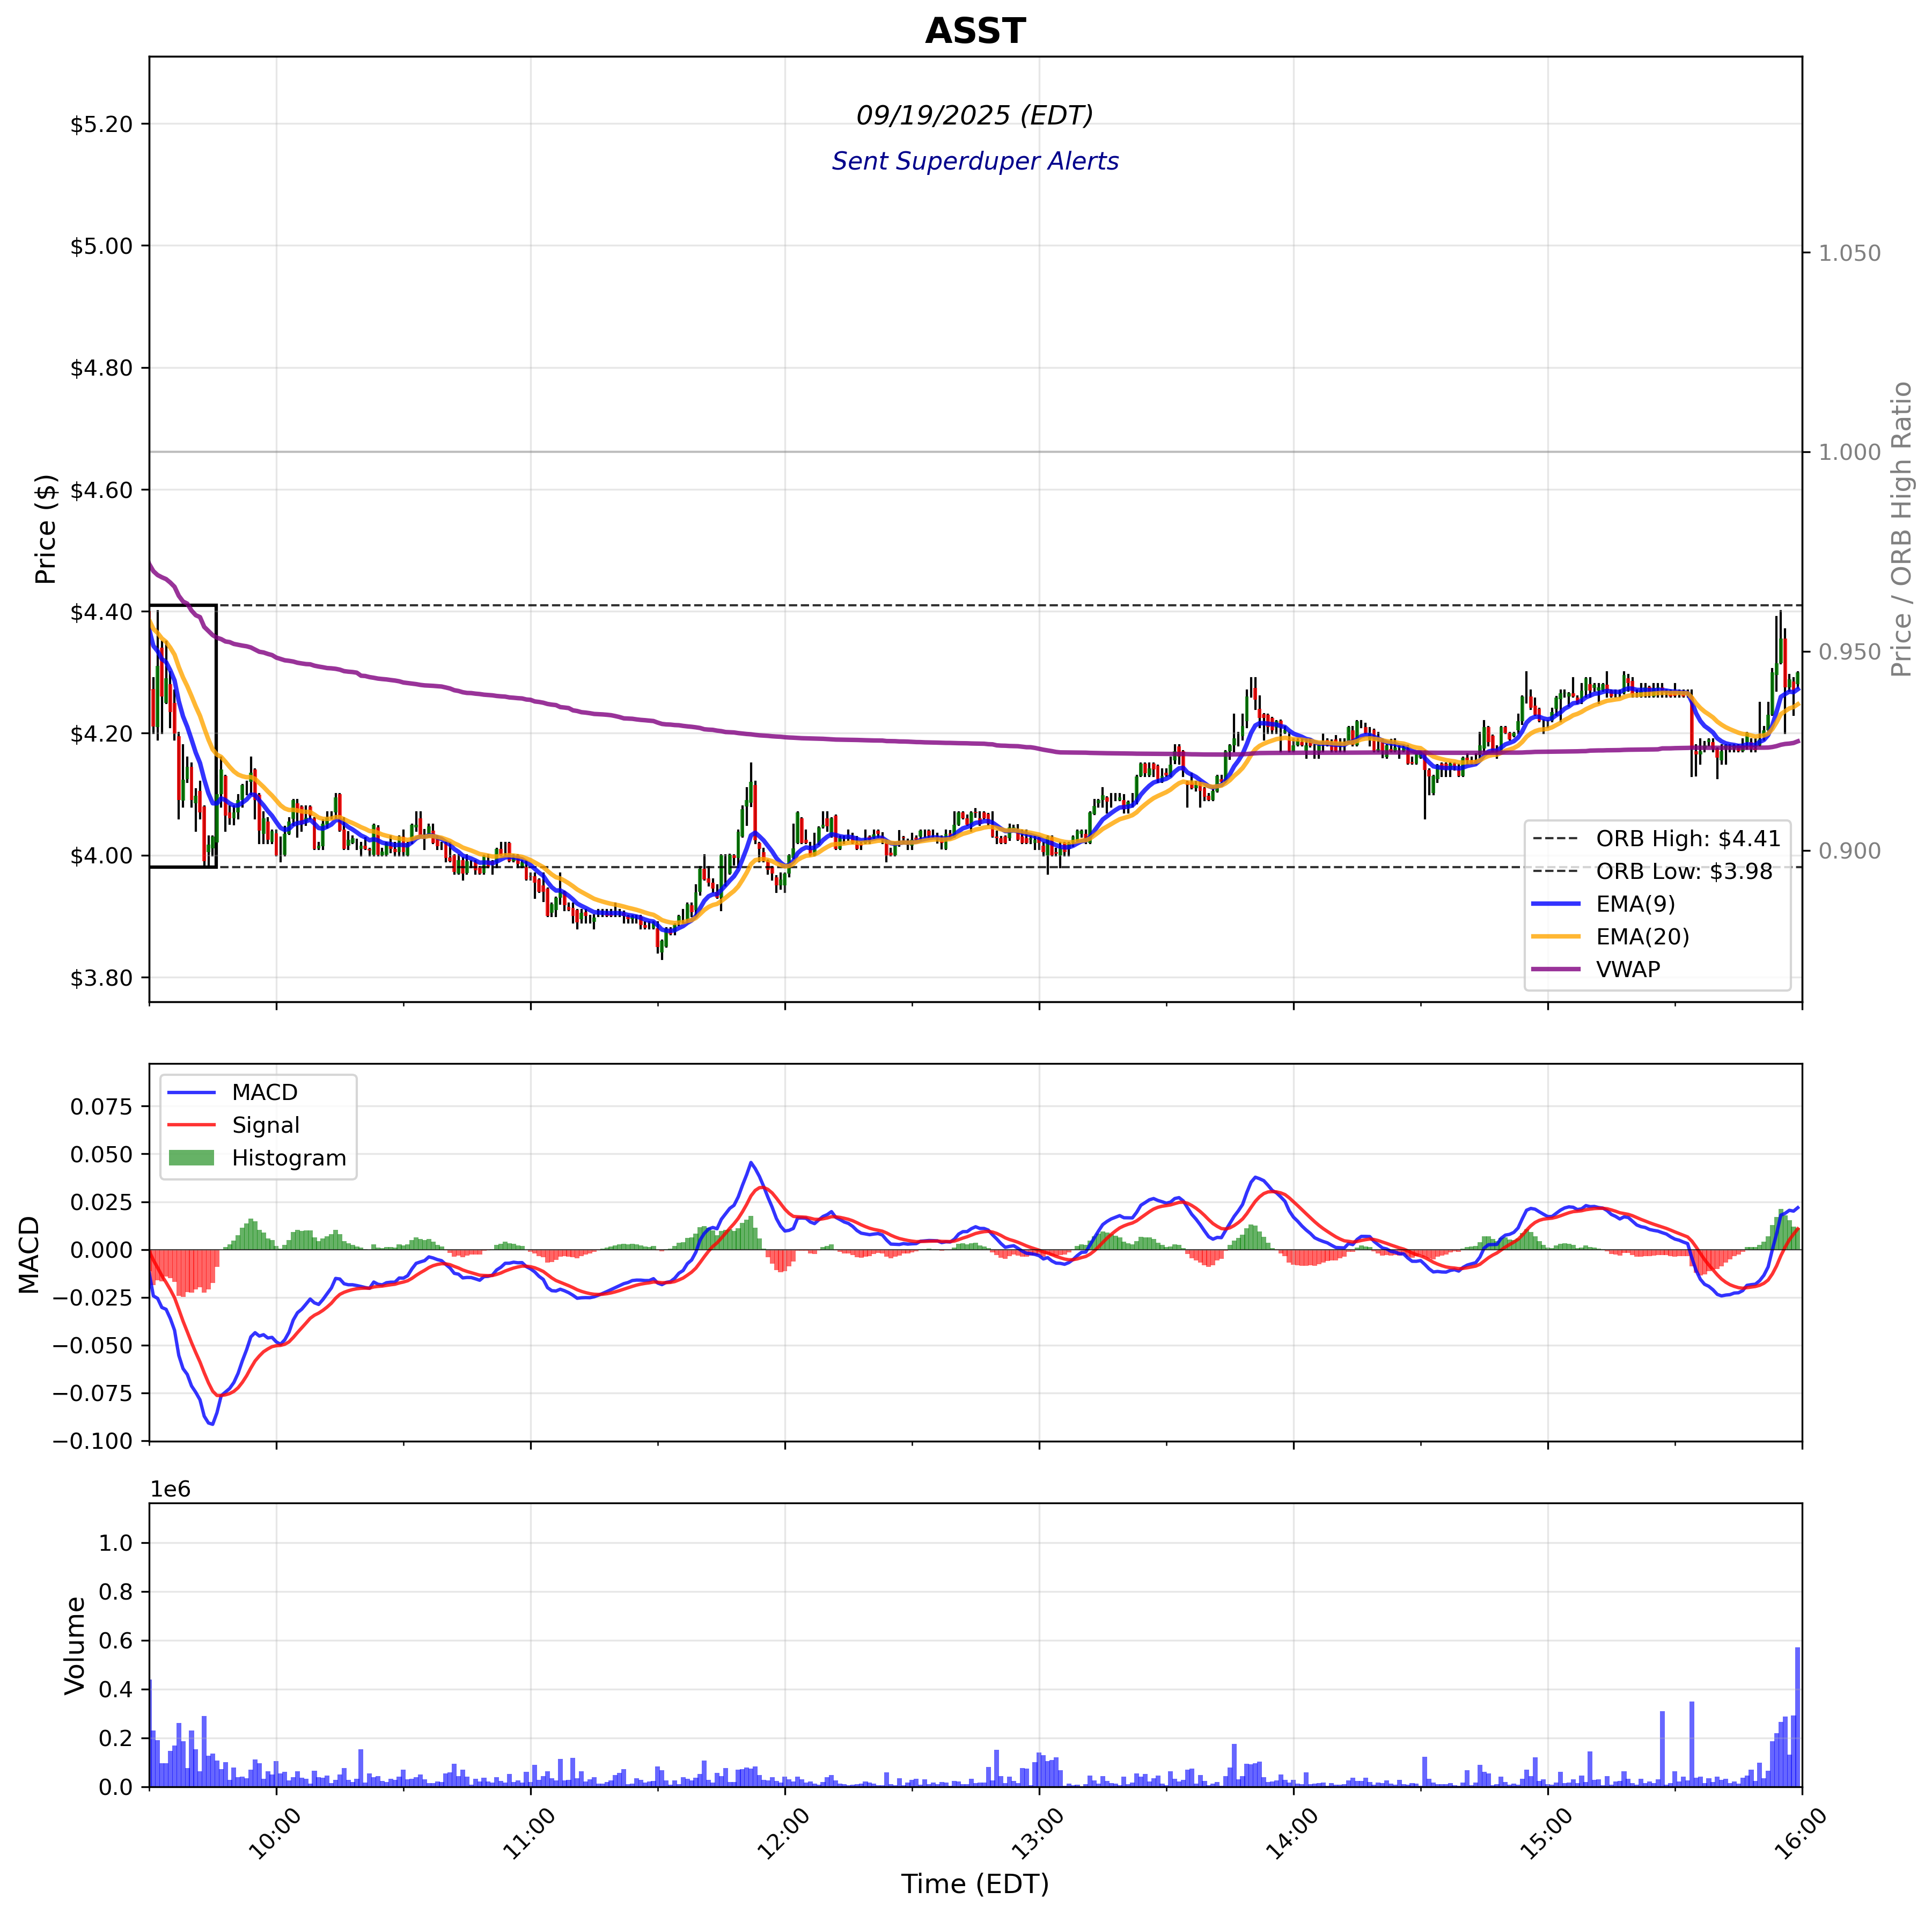 ASST
09/19/2025 (EDT)
Sent Superduper Alerts
Price ($)
$5.20
$5.00
$4.80
$4.60
$4.40
$4.20
$4.00
$3.80
Price / ORB High Ratio
1.050
1.000
0.950
0.900
ORB High: $4.41
ORB Low: $3.98
EMA(9)
EMA(20)
VWAP
MACD
0.075
0.050
0.025
0.000
−0.025
−0.050
−0.075
−0.100
MACD
Signal
Histogram
1e6
Volume
1.0
0.8
0.6
0.4
0.2
0.0
10:00
11:00
12:00
13:00
14:00
15:00
16:00
Time (EDT)